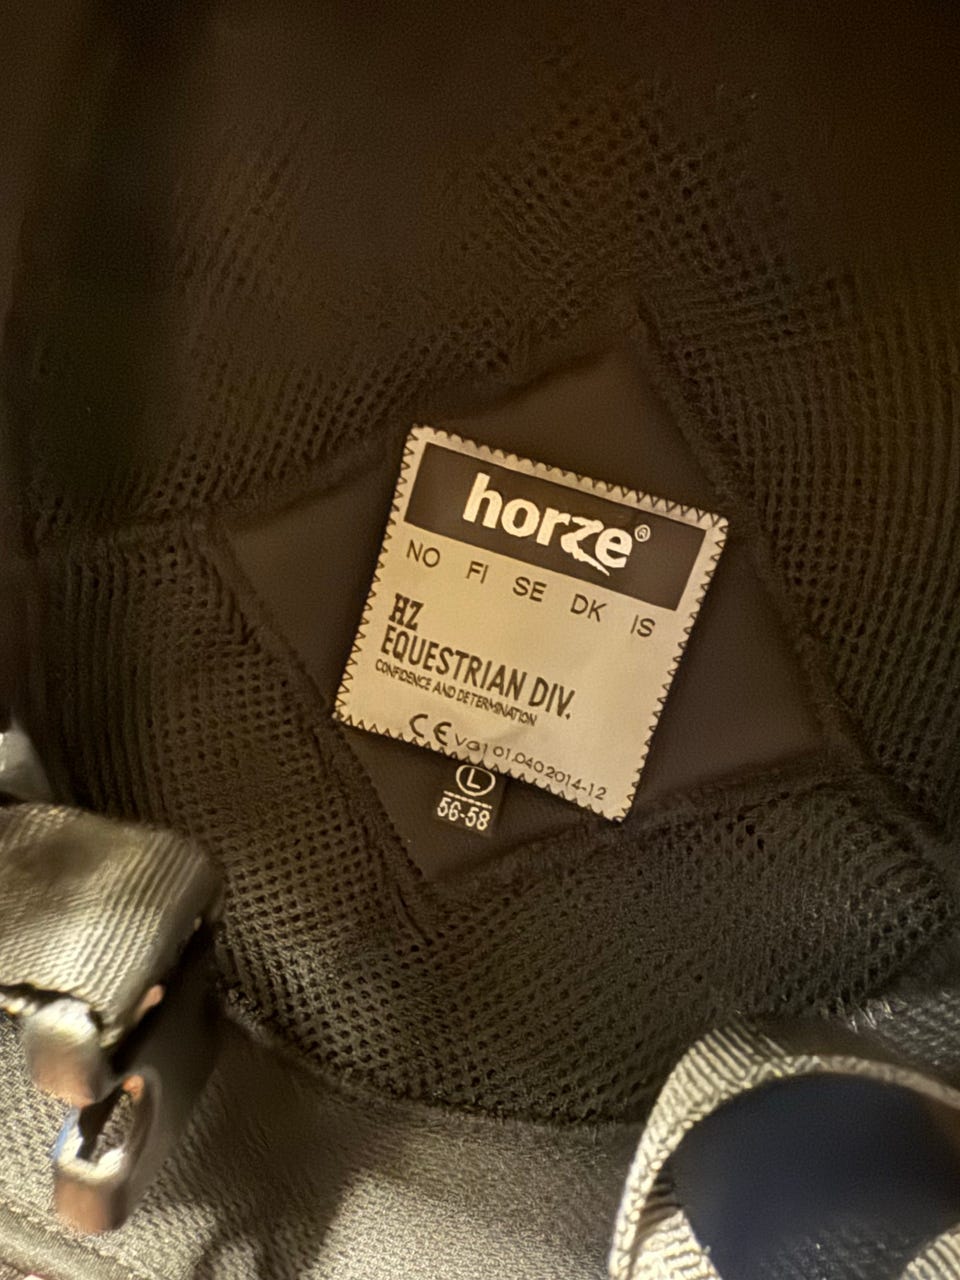 horze®
NO FI SE DK IS
HZ
EQUESTRIAN DIV.
CONFIDENCE AND DETERMINATION
CE VG1 01.040 2014-12
L
56-58